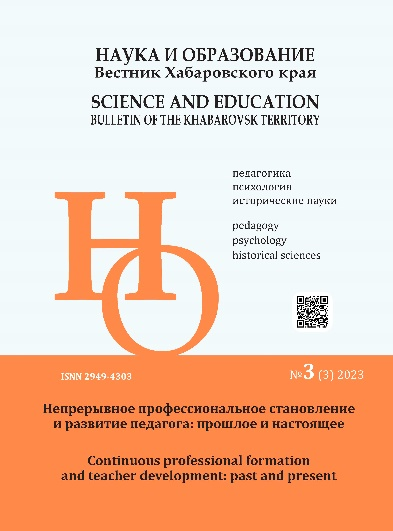 НАУКА И ОБРАЗОВАНИЕ
Вестник Хабаровского края
SCIENCE AND EDUCATION
BULLETIN OF THE KHABAROVSK TERRITORY
педагогика
психология
исторические науки
pedagogy
psychology
historical sciences
НО
ISNN 2949-4303
№3 (3) 2023
Непрерывное профессиональное становление
и развитие педагога: прошлое и настоящее
Continuous professional formation
and teacher development: past and present